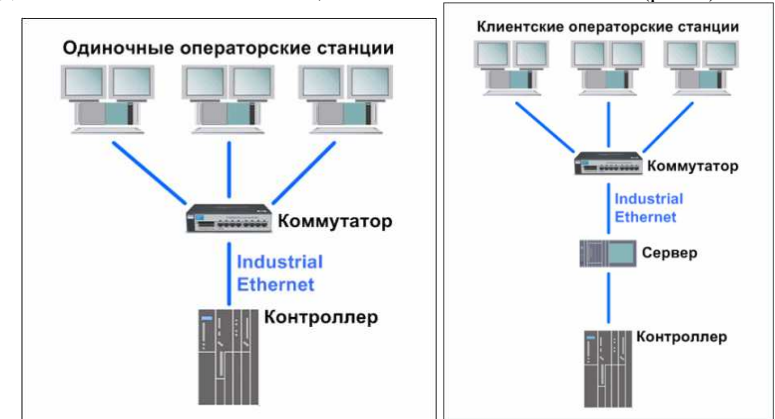 Одиночные операторские станции
Коммутатор
Industrial
Ethernet
Контроллер
Клиентские операторские станции
Коммутатор
Industrial
Ethernet
Сервер
Контроллер